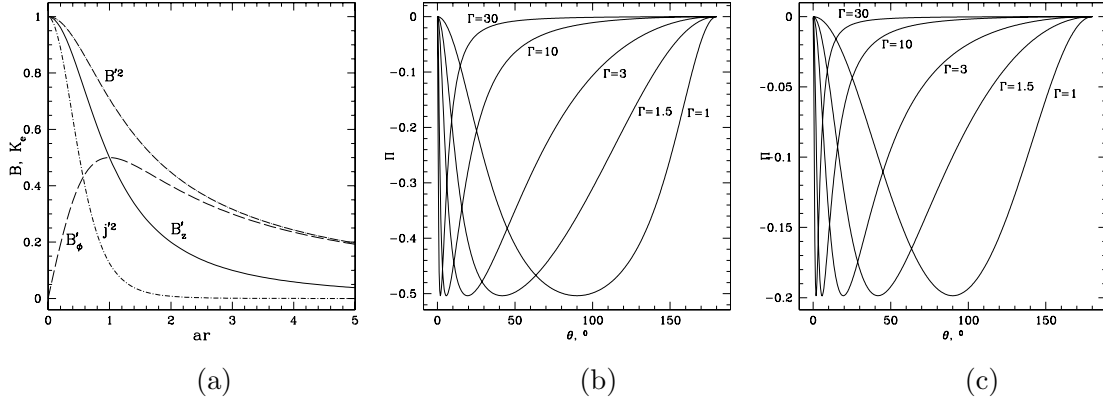 B, K_e
1
0.8
0.6
0.4
0.2
0
B'²
B'_φ
j'²
B'_z
0 1 2 3 4 5
ar
(a)
Π
0
−0.1
−0.2
−0.3
−0.4
−0.5
Γ=30
Γ=10
Γ=3
Γ=1.5
Γ=1
0 50 100 150
θ, °
(b)
Π
0
−0.05
−0.1
−0.15
−0.2
Γ=30
Γ=10
Γ=3
Γ=1.5
Γ=1
0 50 100 150
θ, °
(c)